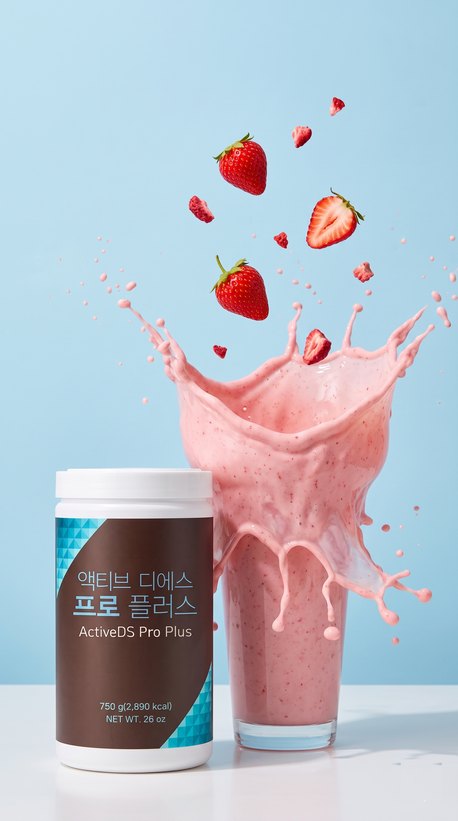 액티브 디에스
프로 플러스
ActiveDS Pro Plus
750 g(2,890 kcal)
NET WT. 26 oz